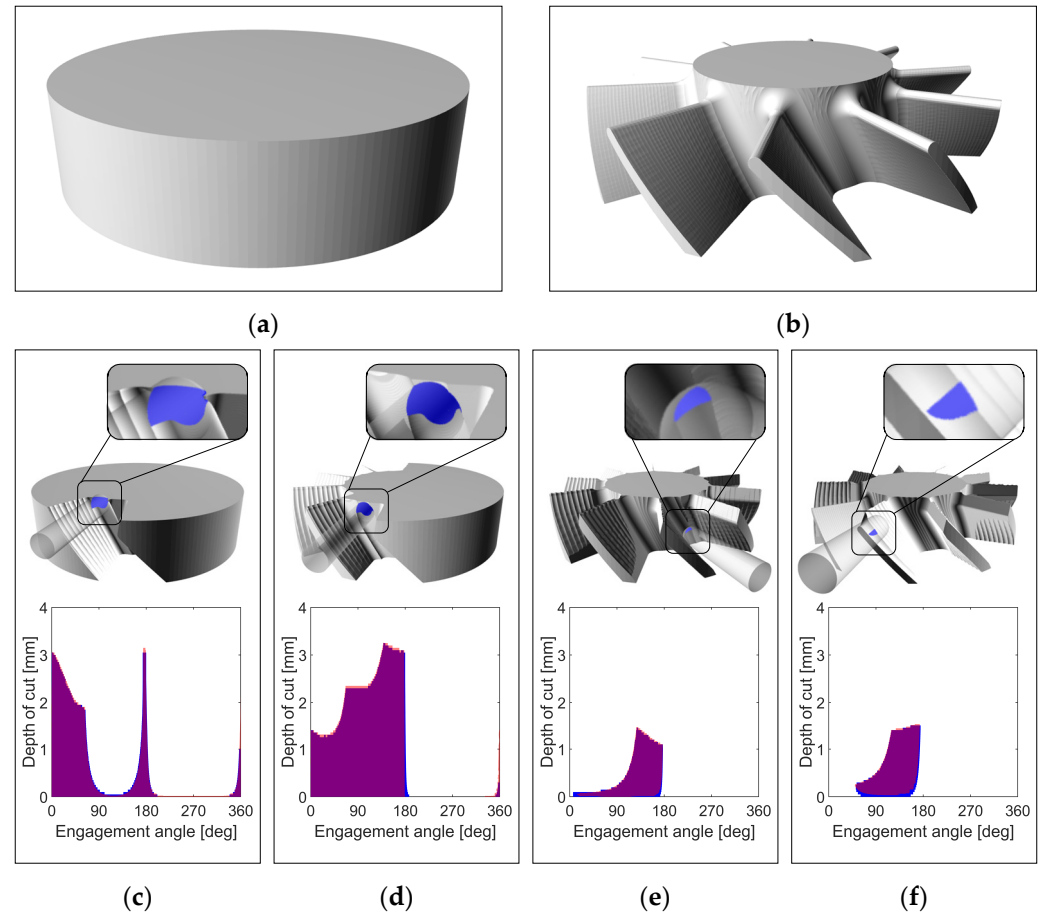 (a)
(b)
Depth of cut [mm]
4
3
2
1
0
0 90 180 270 360
Engagement angle [deg]
Depth of cut [mm]
4
3
2
1
0
0 90 180 270 360
Engagement angle [deg]
Depth of cut [mm]
4
3
2
1
0
0 90 180 270 360
Engagement angle [deg]
Depth of cut [mm]
4
3
2
1
0
0 90 180 270 360
Engagement angle [deg]
(c)
(d)
(e)
(f)